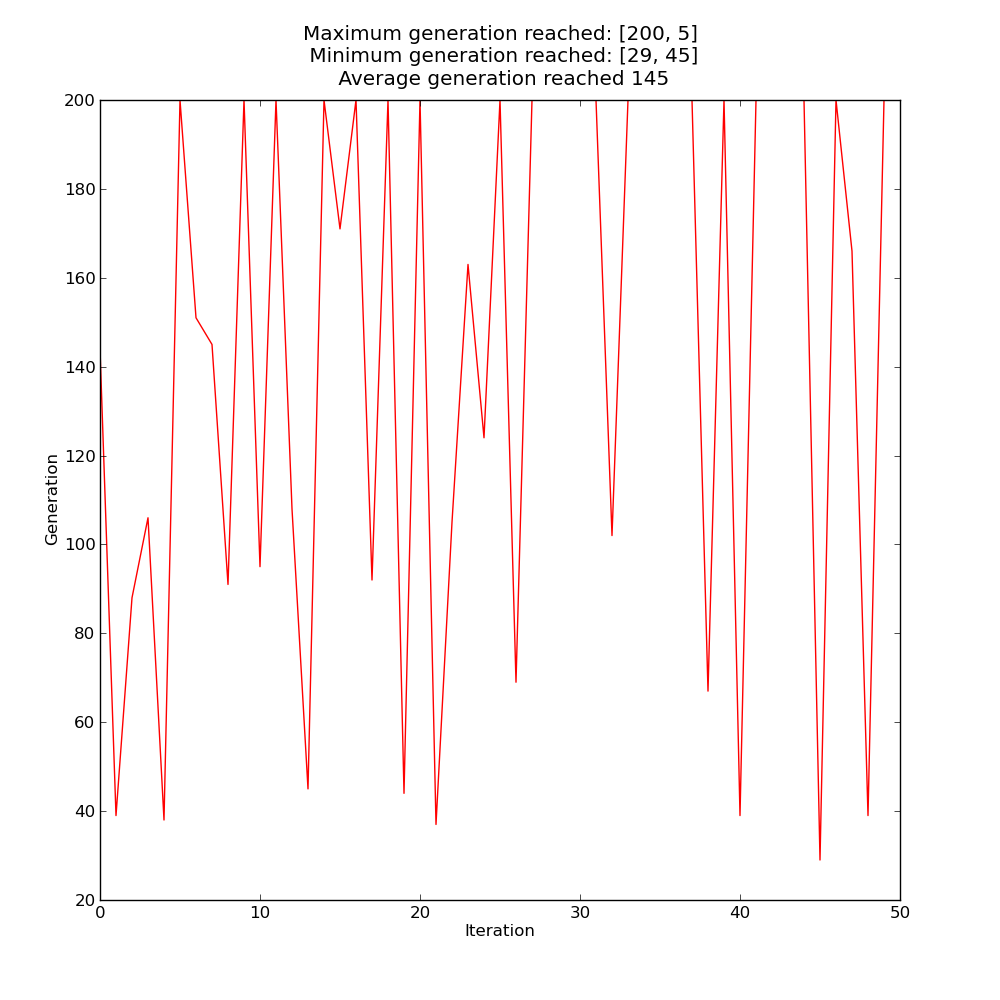 Maximum generation reached: [200, 5]
Minimum generation reached: [29, 45]
Average generation reached 145
200
180
160
140
120
100
80
60
40
20
Generation
0 10 20 30 40 50
Iteration